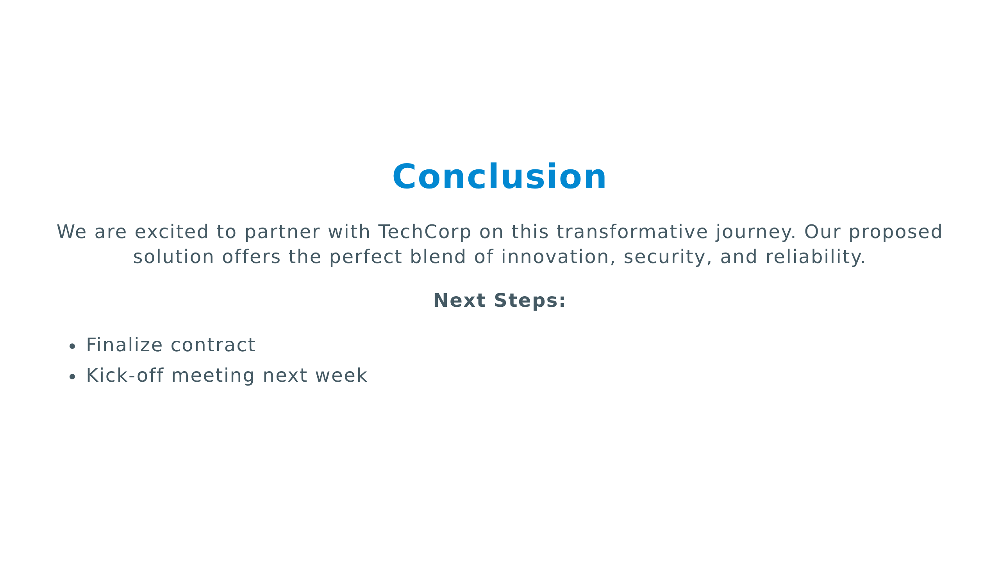 Conclusion
We are excited to partner with TechCorp on this transformative journey. Our proposed
solution offers the perfect blend of innovation, security, and reliability.
Next Steps:
• Finalize contract
• Kick-off meeting next week